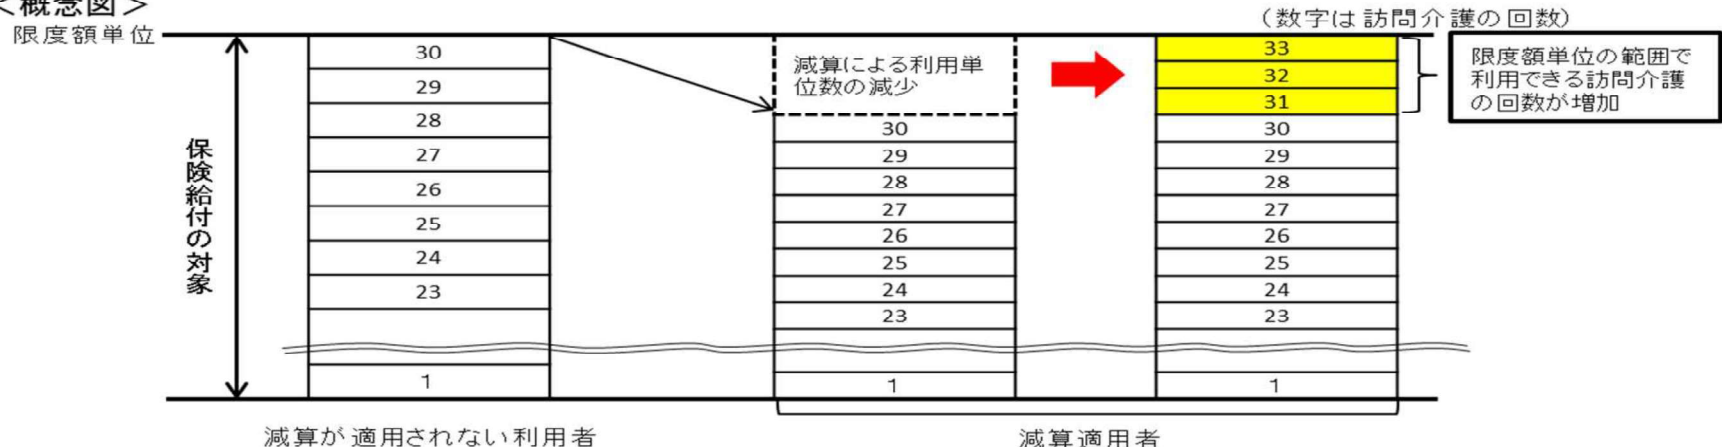 ＜概念図＞
（数字は訪問介護の回数）
限度額単位
保険給付の対象
30
29
28
27
26
25
24
23
1
減算が適用されない利用者
減算による利用単
位数の減少
30
29
28
27
26
25
24
23
1
33
32
31
30
29
28
27
26
25
24
23
1
減算適用者
限度額単位の範囲で
利用できる訪問介護
の回数が増加